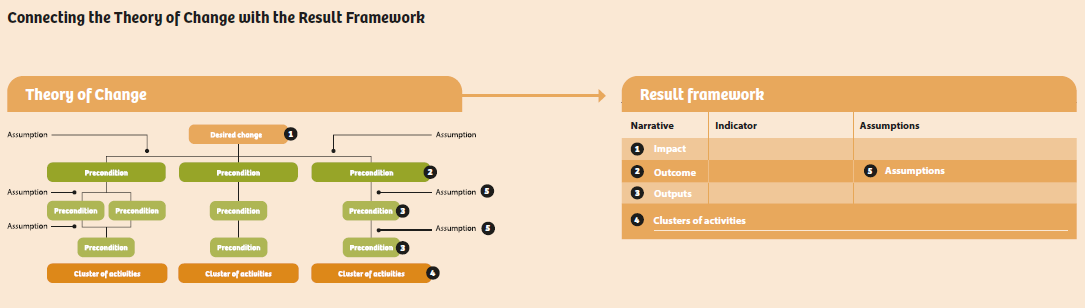 Connecting the Theory of Change with the Result Framework
Theory of Change
Result framework
Assumption
Desired change 1
Assumption
Precondition
Precondition
Precondition 2
Assumption
Assumption 5
Precondition
Precondition
Precondition
Precondition 3
Assumption
Assumption 5
Precondition
Precondition
Precondition 3
Cluster of activities
Cluster of activities
Cluster of activities 4
Narrative Indicator Assumptions
1 Impact
2 Outcome 5 Assumptions
3 Outputs
4 Clusters of activities